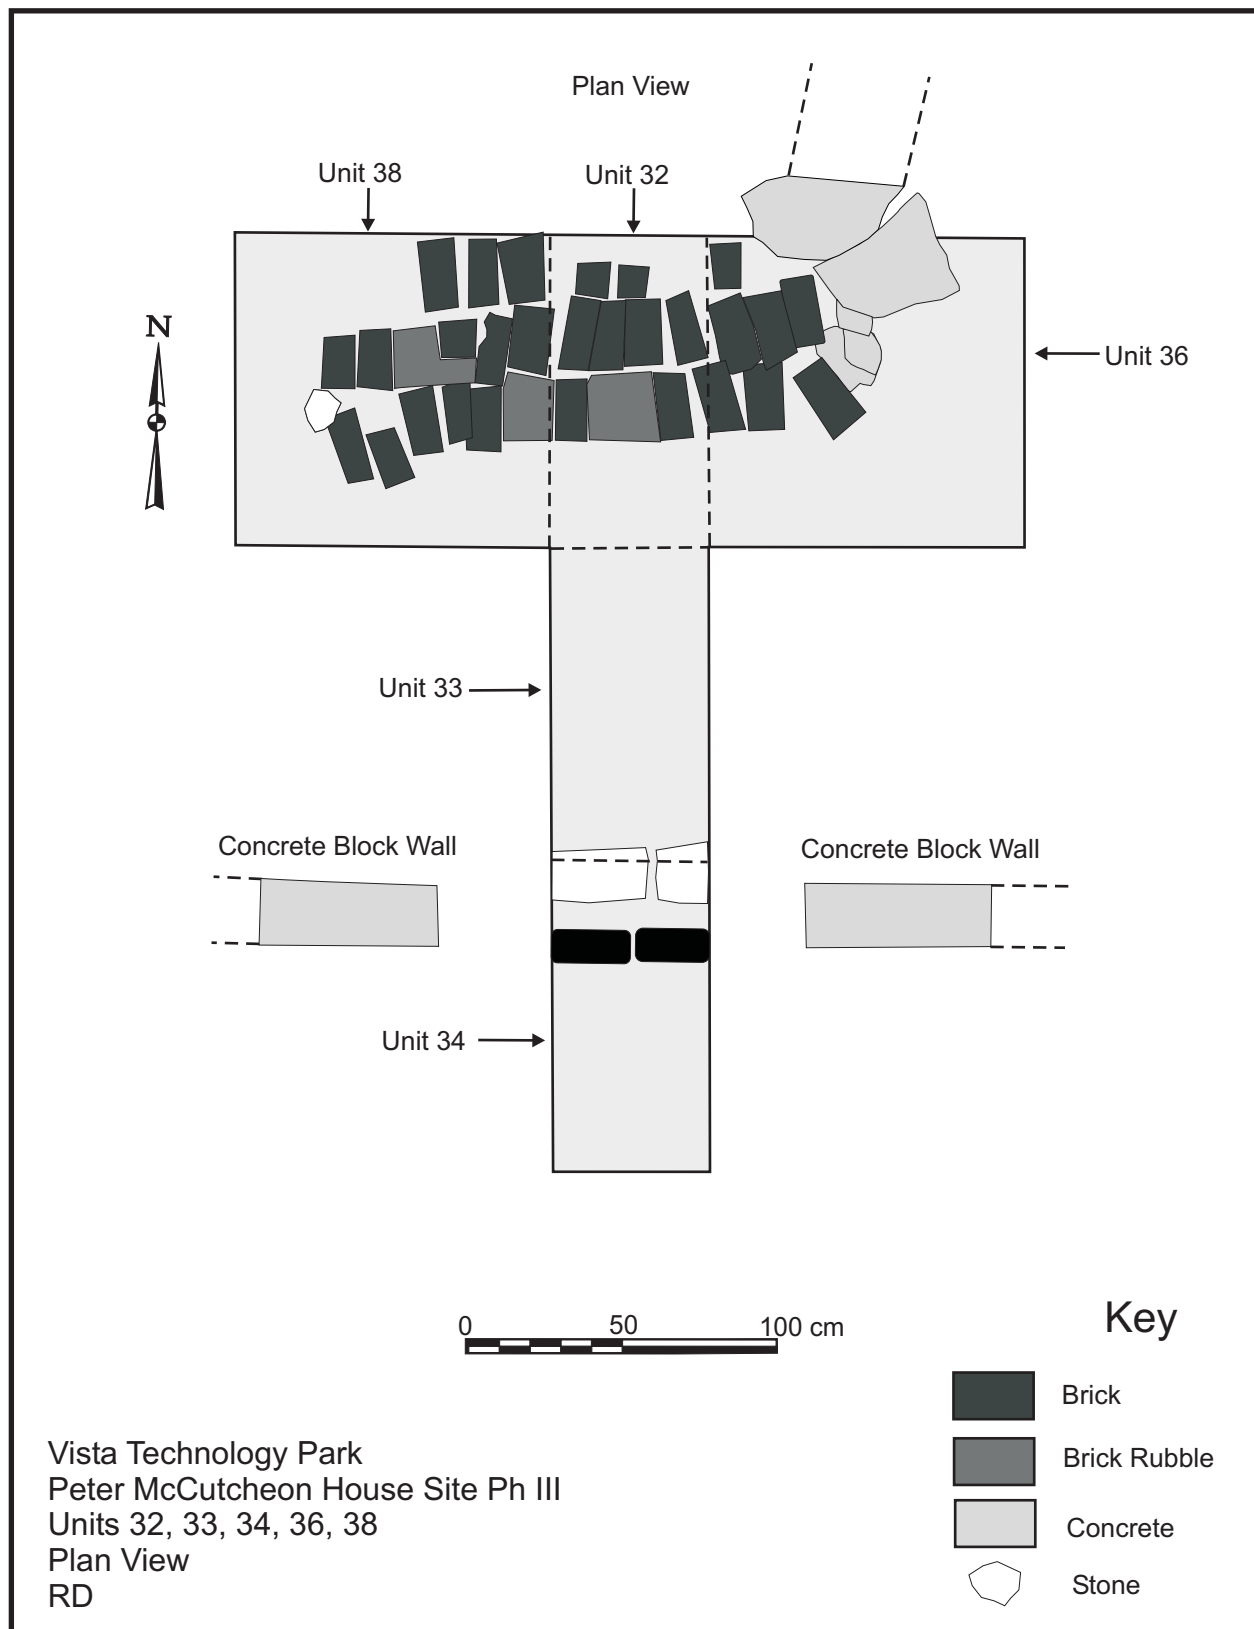 Plan View
Unit 38
Unit 32
N
Unit 36
Unit 33
Concrete Block Wall
Concrete Block Wall
Unit 34
0 50 100 cm
Key
Brick
Brick Rubble
Concrete
Stone
Vista Technology Park
Peter McCutcheon House Site Ph III
Units 32, 33, 34, 36, 38
Plan View
RD